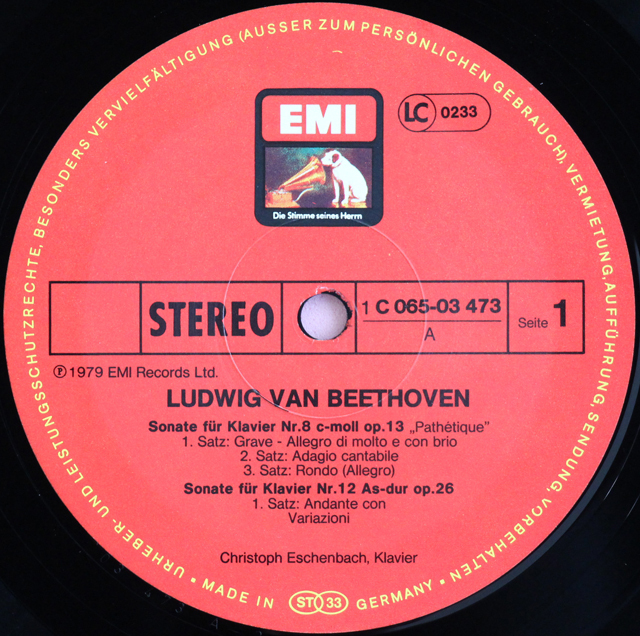 URHEBER- UND LEISTUNGSSCHUTZRECHTE, BESONDERS VERVIELFÄLTIGUNG (AUSSER ZUM PERSÖNLICHEN GEBRAUCH), VERMIETUNG, AUFFÜHRUNG, SENDUNG, VORBEHALTEN
EMI
Die Stimme seines Herrn
LC 0233
STEREO
1 C 065-03 473
A
Seite 1
℗ 1979 EMI Records Ltd.
LUDWIG VAN BEETHOVEN
Sonate für Klavier Nr.8 c-moll op.13 „Pathétique"
1. Satz: Grave - Allegro di molto e con brio
2. Satz: Adagio cantabile
3. Satz: Rondo (Allegro)
Sonate für Klavier Nr.12 As-dur op.26
1. Satz: Andante con
Variazioni
Christoph Eschenbach, Klavier
• MADE IN ST 33 GERMANY •